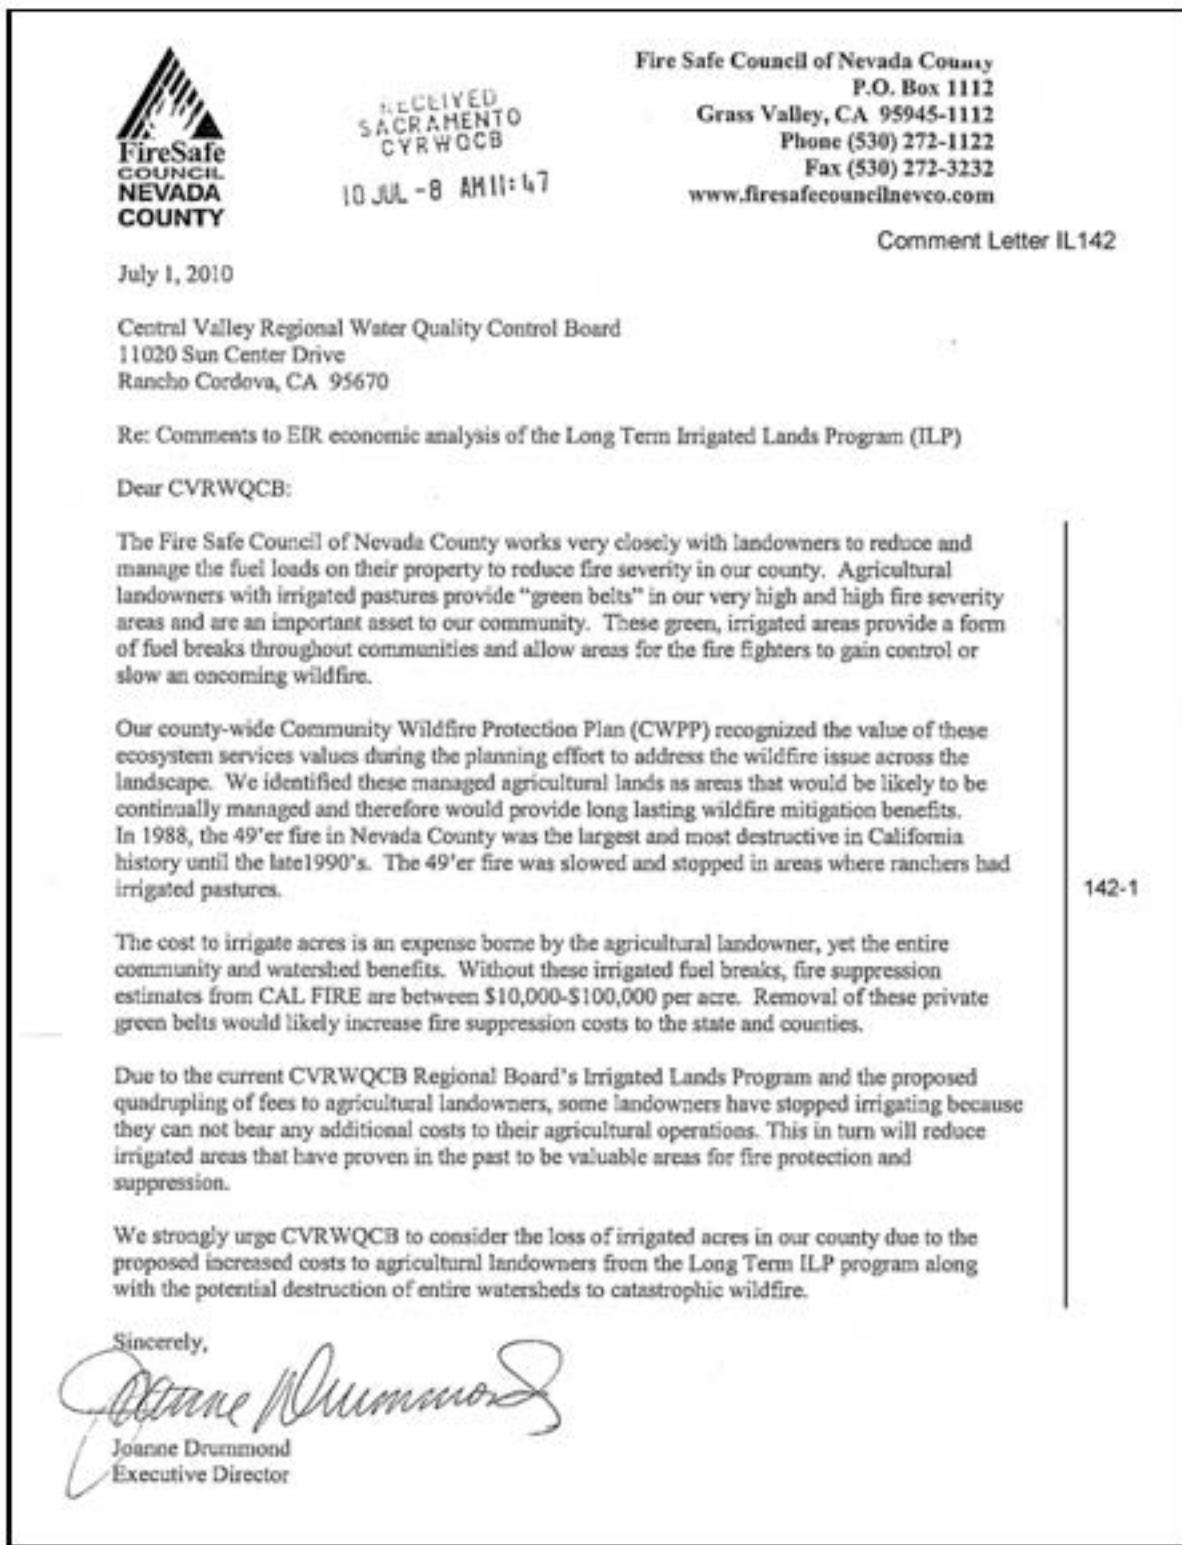 FireSafe
COUNCIL
NEVADA
COUNTY
RECEIVED
SACRAMENTO
CVRWQCB
10 JUL -8 AM 11:47
Fire Safe Council of Nevada County
P.O. Box 1112
Grass Valley, CA 95945-1112
Phone (530) 272-1122
Fax (530) 272-3232
www.firesafecouncilnevco.com
Comment Letter IL142
July 1, 2010
Central Valley Regional Water Quality Control Board
11020 Sun Center Drive
Rancho Cordova, CA 95670
Re: Comments to EIR economic analysis of the Long Term Irrigated Lands Program (ILP)
Dear CVRWQCB:
The Fire Safe Council of Nevada County works very closely with landowners to reduce and
manage the fuel loads on their property to reduce fire severity in our county. Agricultural
landowners with irrigated pastures provide “green belts” in our very high and high fire severity
areas and are an important asset to our community. These green, irrigated areas provide a form
of fuel breaks throughout communities and allow areas for the fire fighters to gain control or
slow an oncoming wildfire.
Our county-wide Community Wildfire Protection Plan (CWPP) recognized the value of these
ecosystem services values during the planning effort to address the wildfire issue across the
landscape. We identified these managed agricultural lands as areas that would be likely to be
continually managed and therefore would provide long lasting wildfire mitigation benefits.
In 1988, the 49'er fire in Nevada County was the largest and most destructive in California
history until the late1990's. The 49'er fire was slowed and stopped in areas where ranchers had
irrigated pastures.
142-1
The cost to irrigate acres is an expense borne by the agricultural landowner, yet the entire
community and watershed benefits. Without these irrigated fuel breaks, fire suppression
estimates from CAL FIRE are between $10,000-$100,000 per acre. Removal of these private
green belts would likely increase fire suppression costs to the state and counties.
Due to the current CVRWQCB Regional Board's Irrigated Lands Program and the proposed
quadrupling of fees to agricultural landowners, some landowners have stopped irrigating because
they can not bear any additional costs to their agricultural operations. This in turn will reduce
irrigated areas that have proven in the past to be valuable areas for fire protection and
suppression.
We strongly urge CVRWQCB to consider the loss of irrigated acres in our county due to the
proposed increased costs to agricultural landowners from the Long Term ILP program along
with the potential destruction of entire watersheds to catastrophic wildfire.
Sincerely,
Joanne Drummond
Joanne Drummond
Executive Director